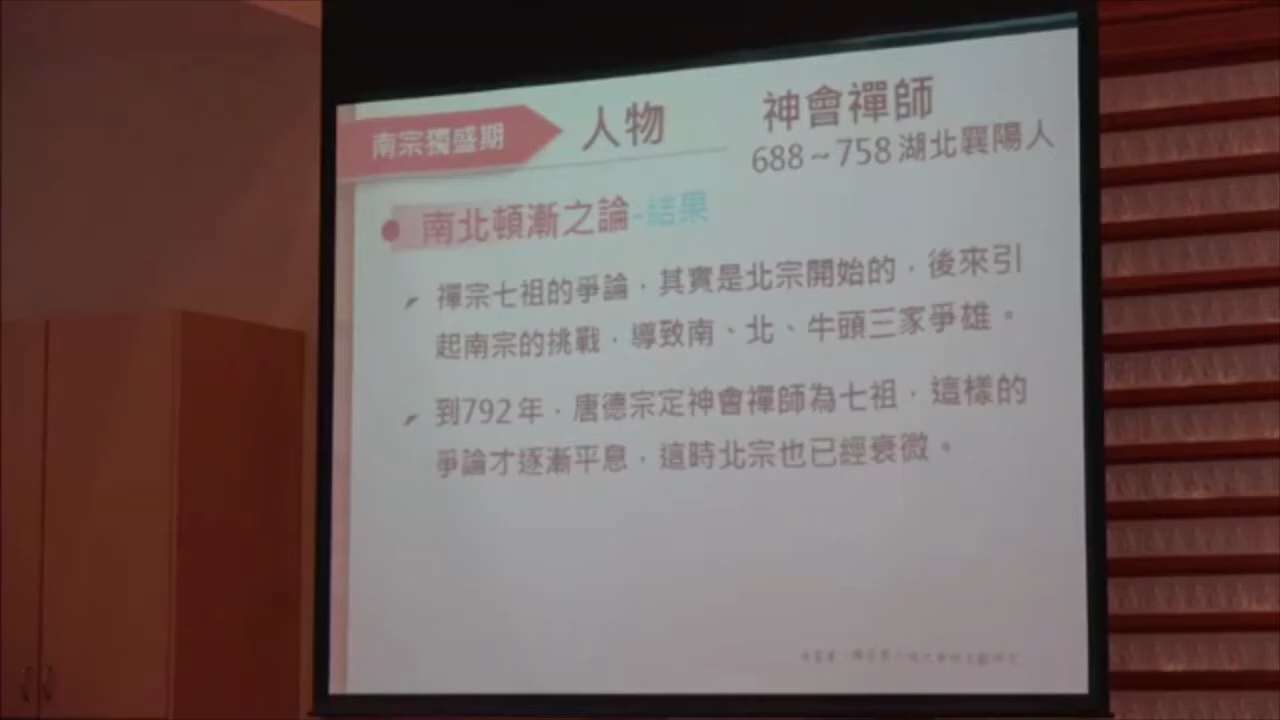 南宗獨盛期
人物
神會禪師
688～758湖北襄陽人
南北頓漸之論-結果
禪宗七祖的爭論，其實是北宗開始的，後來引
起南宗的挑戰，導致南、北、牛頭三家爭雄。
到792年，唐德宗定神會禪師為七祖，這樣的
爭論才逐漸平息，這時北宗也已經衰微。